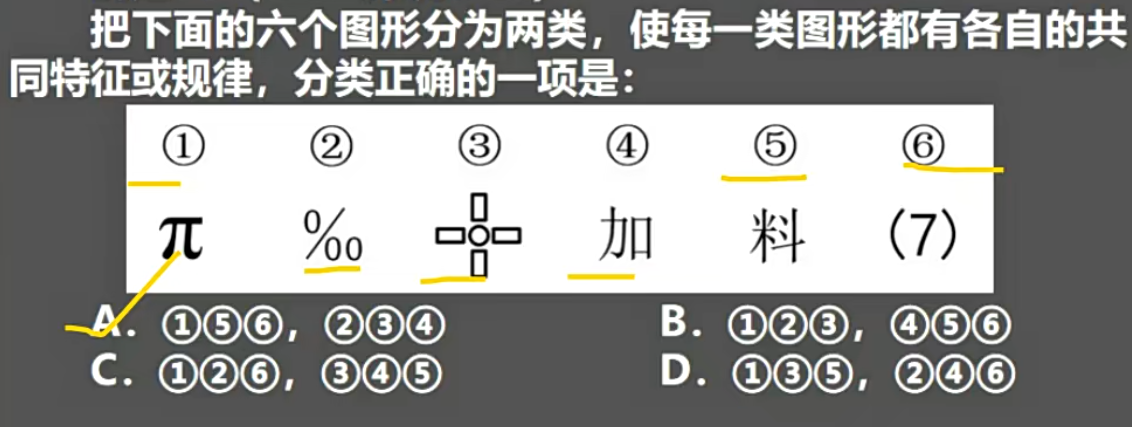 把下面的六个图形分为两类，使每一类图形都有各自的共
同特征或规律，分类正确的一项是：
① ② ③ ④ ⑤ ⑥
π ‰ 加 料 (7)
A. ①⑤⑥，②③④ B. ①②③，④⑤⑥
C. ①②⑥，③④⑤ D. ①③⑤，②④⑥